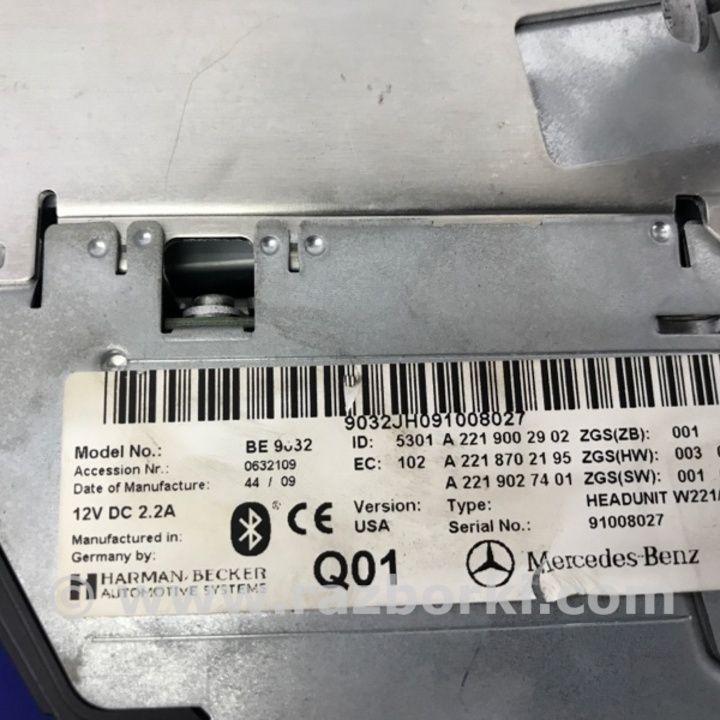 9032JH091008027
Model No.: BE 9032 ID: 5301 A 221 900 29 02 ZGS(ZB): 001
Accession Nr.: 0632109 EC: 102 A 221 870 21 95 ZGS(HW): 003
Date of Manufacture: 44 / 09 A 221 902 74 01 ZGS(SW): 001
12V DC 2.2A Version: Type: HEADUNIT W221/
USA Serial No.: 91008027
Manufactured in:
Germany by:
HARMAN/BECKER
AUTOMOTIVE SYSTEMS
CE
Q01
Mercedes-Benz
www.razborki.com